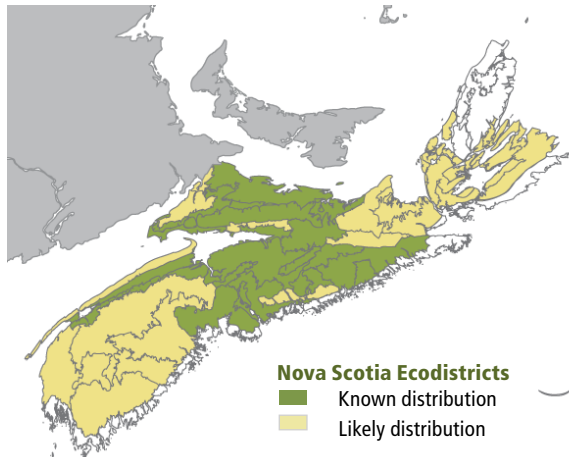 Nova Scotia Ecodistricts
Known distribution
Likely distribution